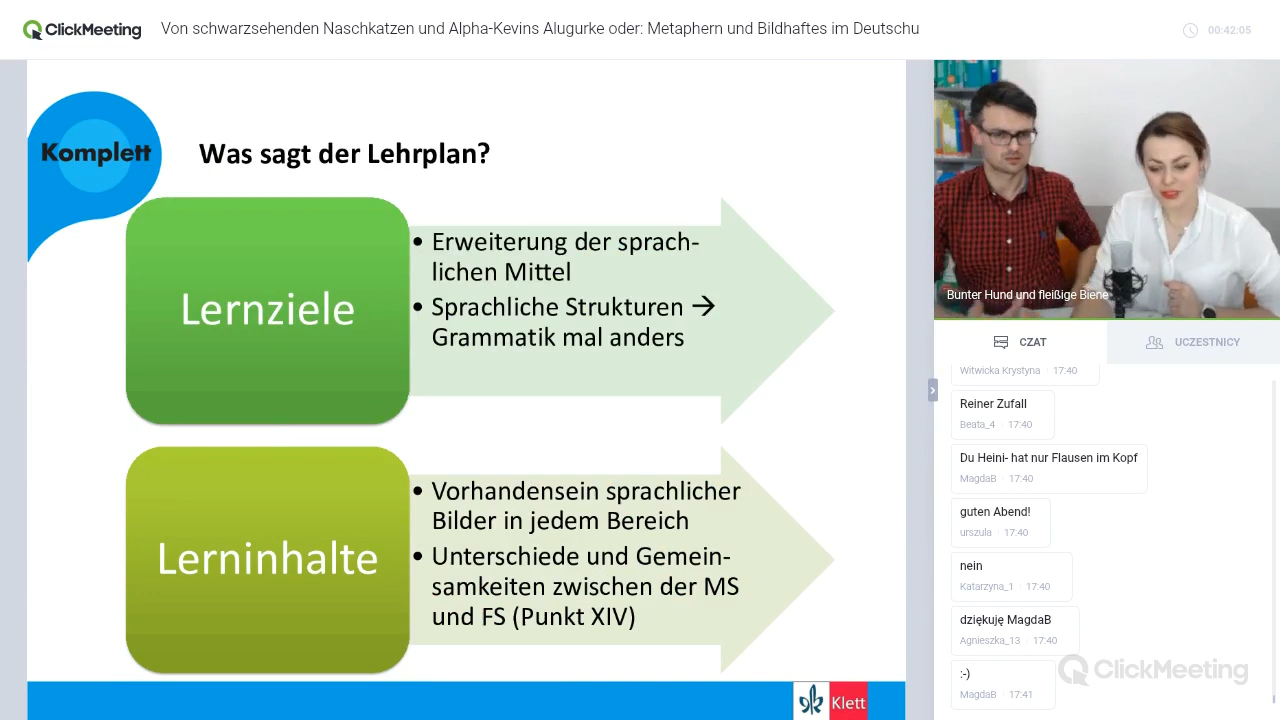 ClickMeeting
Von schwarzsehenden Naschkatzen und Alpha-Kevins Alugurke oder: Metaphern und Bildhaftes im Deutschu
00:42:05
Komplett
Was sagt der Lehrplan?
Lernziele
• Erweiterung der sprach-
lichen Mittel
• Sprachliche Strukturen →
Grammatik mal anders
Lerninhalte
• Vorhandensein sprachlicher
Bilder in jedem Bereich
• Unterschiede und Gemein-
samkeiten zwischen der MS
und FS (Punkt XIV)
Klett
Bunter Hund und fleißige Biene
CZAT
UCZESTNICY
Witwicka Krystyna · 17:40
Reiner Zufall
Beata_4 · 17:40
Du Heini- hat nur Flausen im Kopf
MagdaB · 17:40
guten Abend!
urszula · 17:40
nein
Katarzyna_1 · 17:40
dziękuję MagdaB
Agnieszka_13 · 17:40
:-)
MagdaB · 17:41
ClickMeeting